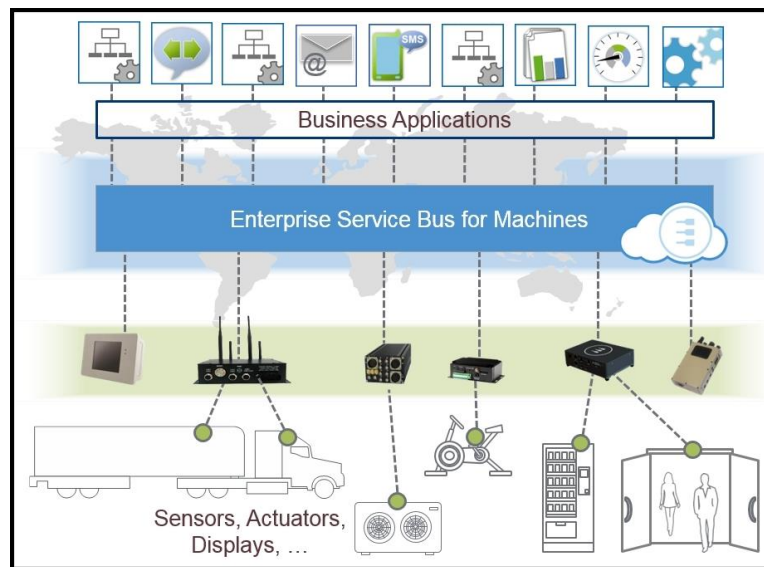 @
SMS
Business Applications
Enterprise Service Bus for Machines
Sensors, Actuators,
Displays, ...